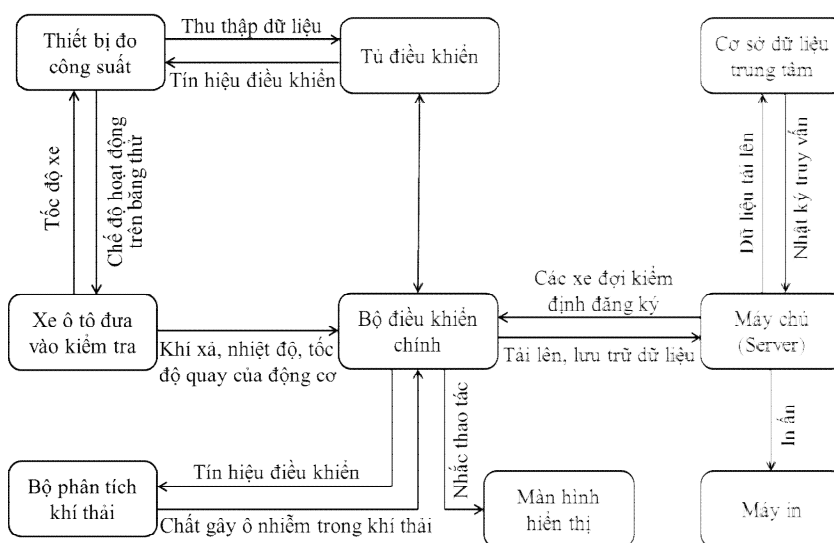 Thiết bị đo
công suất
Thu thập dữ liệu
Tín hiệu điều khiển
Tủ điều khiển
Cơ sở dữ liệu
trung tâm
Tốc độ xe
Chế độ hoạt động
trên băng thử
Dữ liệu tải lên
Nhật ký truy vấn
Xe ô tô đưa
vào kiểm tra
Khí xả, nhiệt độ, tốc
độ quay của động cơ
Bộ điều khiển
chính
Các xe đợi kiểm
định đăng ký
Tải lên, lưu trữ dữ liệu
Máy chủ
(Server)
Bộ phân tích
khí thải
Tín hiệu điều khiển
Chất gây ô nhiễm trong khí thải
Nhắc thao tác
Màn hình
hiển thị
In ấn
Máy in